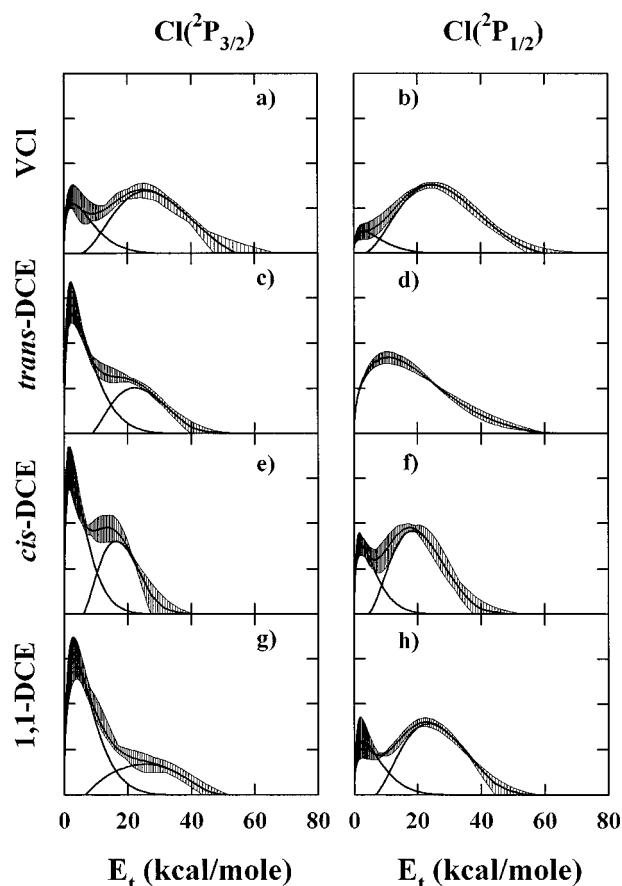 Cl(²P₃/₂) Cl(²P₁/₂)
VCl
a) b)
trans-DCE
c) d)
cis-DCE
e) f)
1,1-DCE
g) h)
0 20 40 60 80 0 20 40 60 80
Eₜ (kcal/mole) Eₜ (kcal/mole)